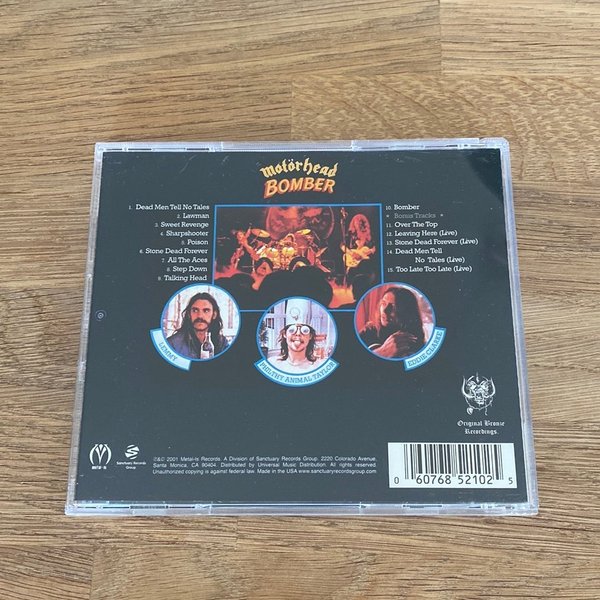 Motörhead
BOMBER
1. Dead Men Tell No Tales
2. Lawman
3. Sweet Revenge
4. Sharpshooter
5. Poison
6. Stone Dead Forever
7. All The Aces
8. Step Down
9. Talking Head
10. Bomber
* Bonus Tracks *
11. Over The Top
12. Leaving Here (Live)
13. Stone Dead Forever (Live)
14. Dead Men Tell
No Tales (Live)
15. Too Late Too Late (Live)
LEMMY
PHILTHY ANIMAL TAYLOR
EDDIE CLARKE
Original Bronze
Recordings.
METAL-IS
Sanctuary Records
Group
℗&© 2001 Metal-Is Records. A Division of Sanctuary Records Group. 2220 Colorado Avenue,
Santa Monica, CA 90404. Distributed by Universal Music Distribution. All rights reserved.
Unauthorized copying is against federal law. Made in the USA www.sanctuaryrecordsgroup.com
0 60768 52102 5